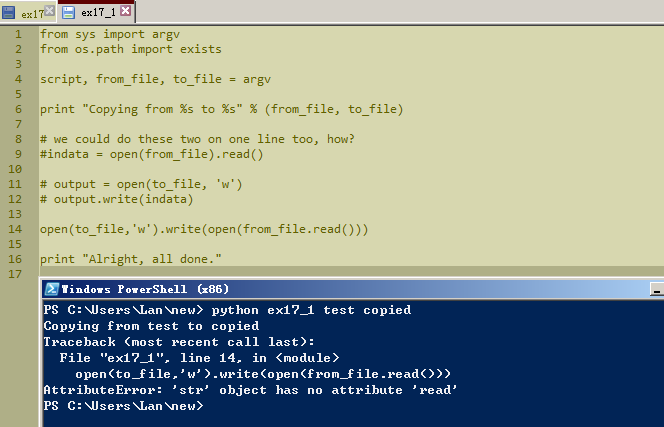 ex17 ex17_1
1 from sys import argv
2 from os.path import exists
3
4 script, from_file, to_file = argv
5
6 print "Copying from %s to %s" % (from_file, to_file)
7
8 # we could do these two on one line too, how?
9 #indata = open(from_file).read()
10
11 # output = open(to_file, 'w')
12 # output.write(indata)
13
14 open(to_file,'w').write(open(from_file.read()))
15
16 print "Alright, all done."
17
Windows PowerShell (x86)
PS C:\Users\Lan\new> python ex17_1 test copied
Copying from test to copied
Traceback (most recent call last):
  File "ex17_1", line 14, in <module>
    open(to_file,'w').write(open(from_file.read()))
AttributeError: 'str' object has no attribute 'read'
PS C:\Users\Lan\new>